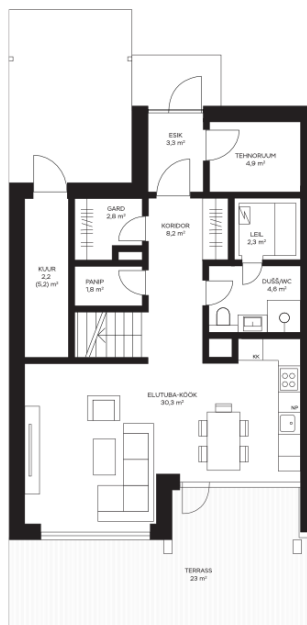 ESIK
3,3 m²
TEHNORUUM
4,9 m²
GARD
2,8 m²
KORIDOR
8,2 m²
LEIL
2,3 m²
KUUR
2,2
(5,2) m²
PANIP
1,8 m²
DUŠŠ/WC
4,6 m²
KK
ELUTUBA-KÖÖK
30,3 m²
NP
TERRASS
23 m²